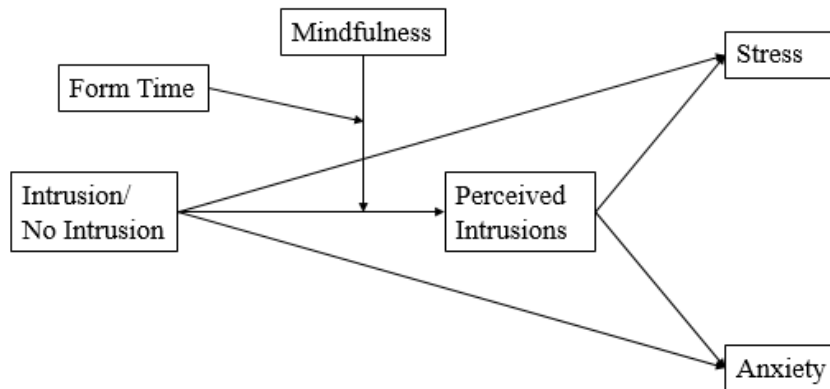 Mindfulness
Stress
Form Time
Intrusion/
No Intrusion
Perceived
Intrusions
Anxiety